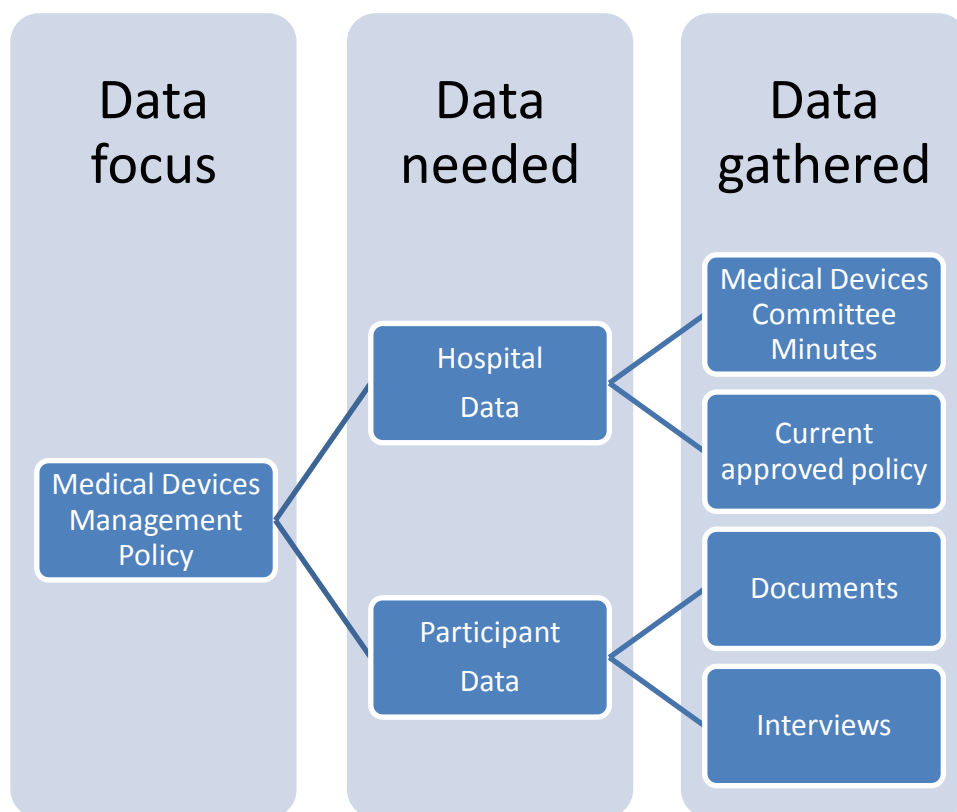 Data
focus
Data
needed
Data
gathered
Medical Devices
Management
Policy
Hospital
Data
Participant
Data
Medical Devices
Committee
Minutes
Current
approved policy
Documents
Interviews